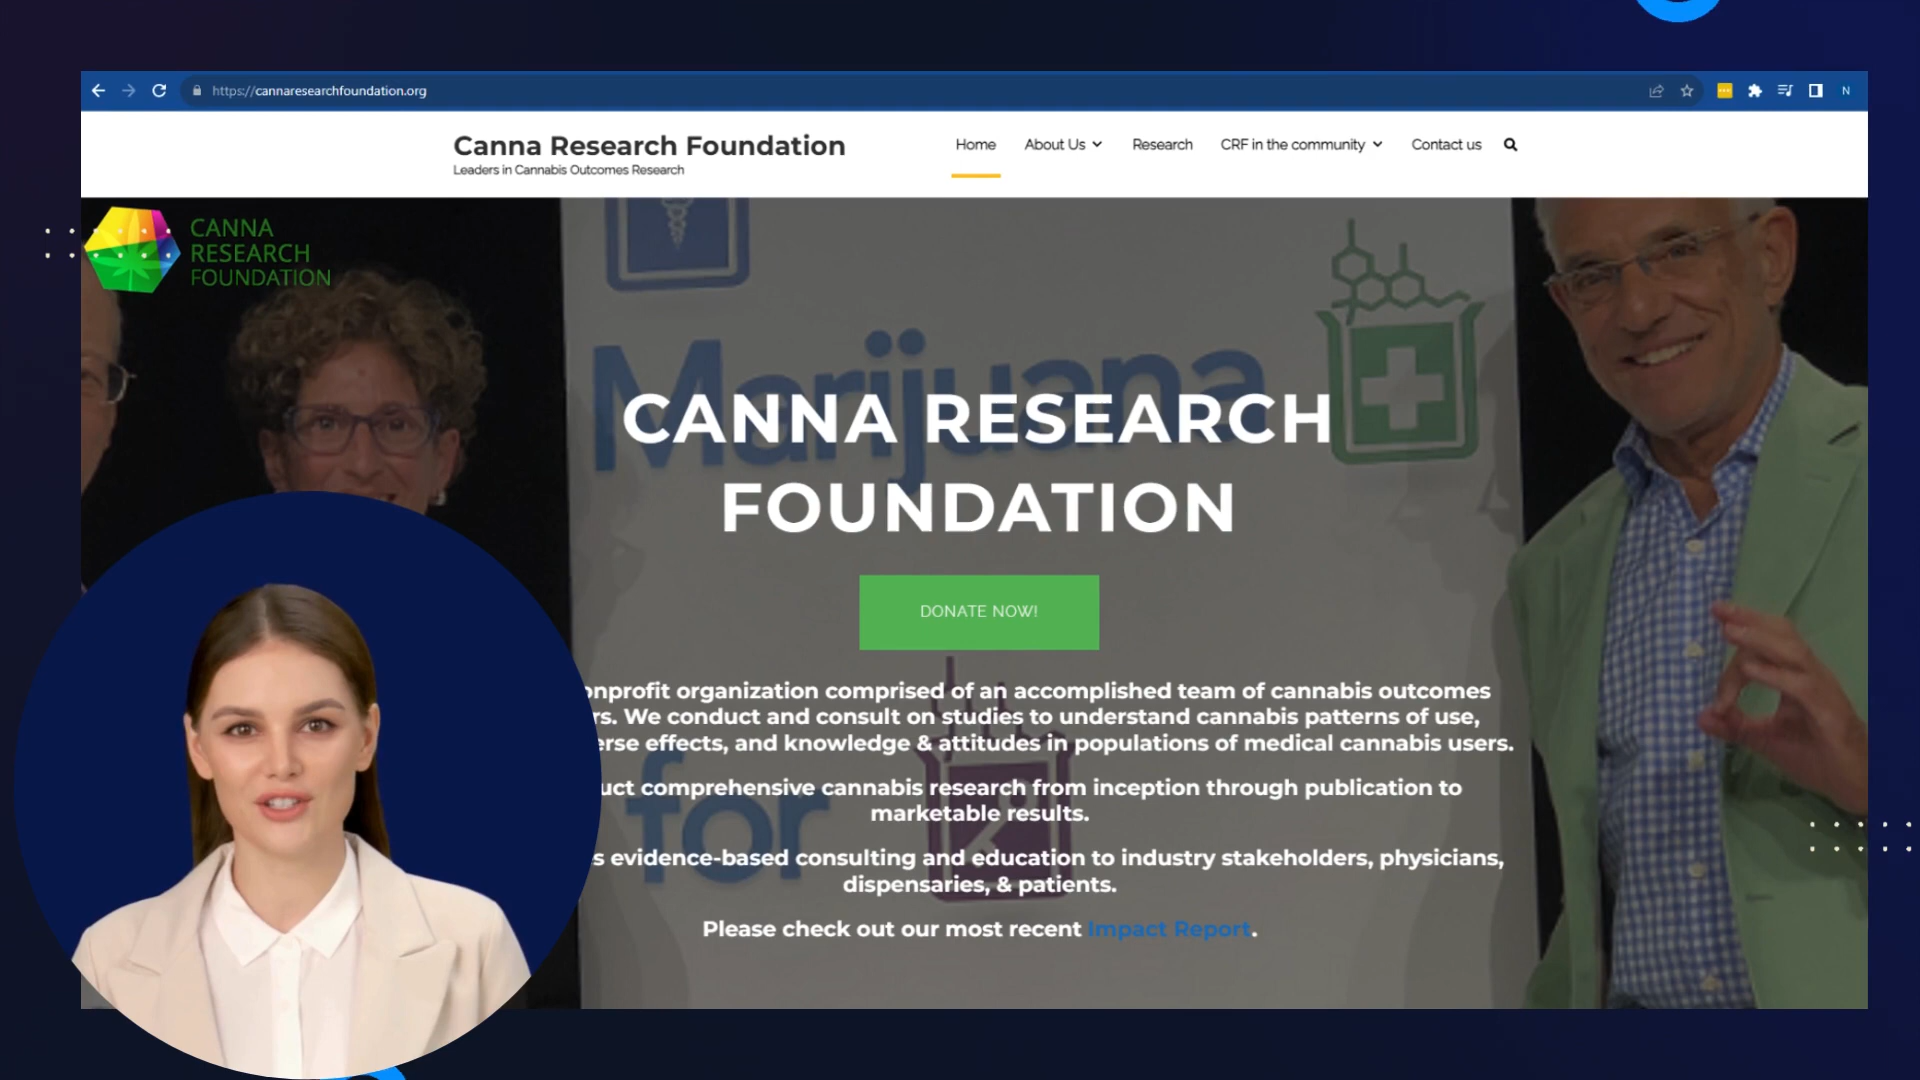 https://cannaresearchfoundation.org
N
Canna Research Foundation
Leaders in Cannabis Outcomes Research
Home About Us Research CRF in the community Contact us
CANNA
RESEARCH
FOUNDATION
Marijuana
CANNA RESEARCH
FOUNDATION
DONATE NOW!
onprofit organization comprised of an accomplished team of cannabis outcomes
rs. We conduct and consult on studies to understand cannabis patterns of use,
erse effects, and knowledge & attitudes in populations of medical cannabis users.
uct comprehensive cannabis research from inception through publication to
marketable results.
for
s evidence-based consulting and education to industry stakeholders, physicians,
dispensaries, & patients.
Please check out our most recent Impact Report.